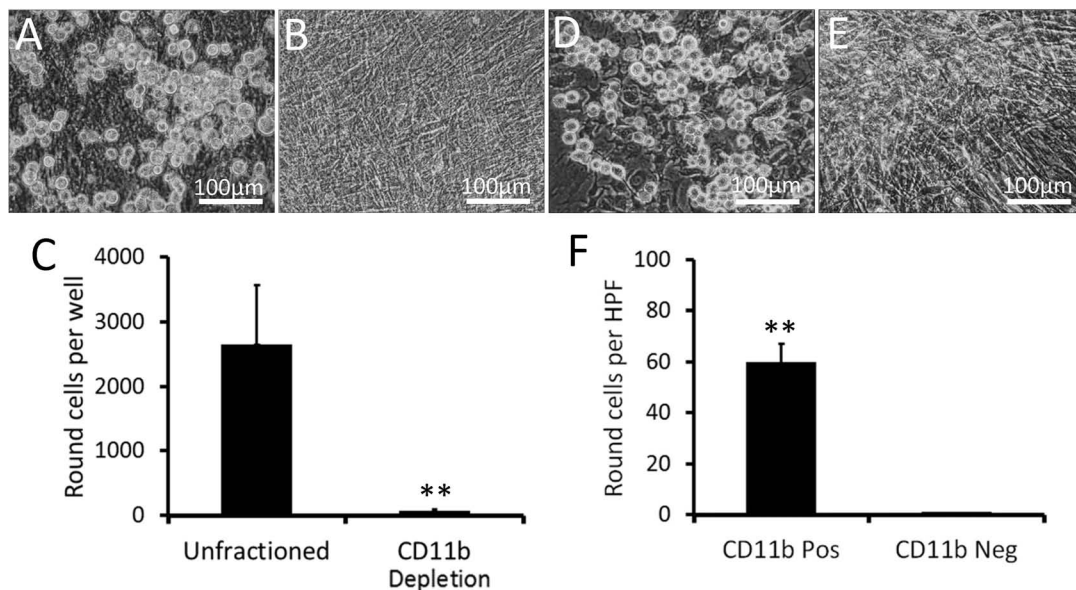 A
B
D
E
100µm
100µm
100µm
100µm
C
4000
3000
2000
1000
0
Round cells per well
**
Unfractioned
CD11b
Depletion
F
100
80
60
40
20
0
Round cells per HPF
**
CD11b Pos
CD11b Neg